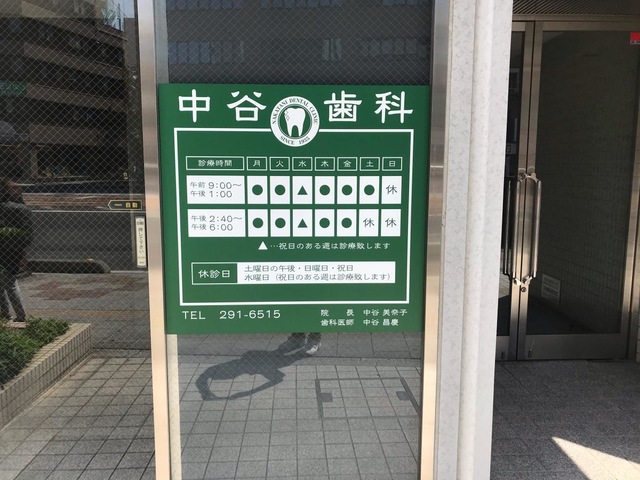 中谷歯科
NAKATANI DENTAL CLINIC
SINCE 1905
診療時間 月 火 水 木 金 土 日
午前 9:00〜
午後 1:00 ● ● ▲ ● ● ● 休
午後 2:40〜
午後 6:00 ● ● ▲ ● ● 休 休
▲…祝日のある週は診療致します
休診日 土曜日の午後・日曜日・祝日
水曜日（祝日のある週は診療致します）
TEL 291-6515
院長 中谷 美奈子
歯科医師 中谷 昌慶
自動